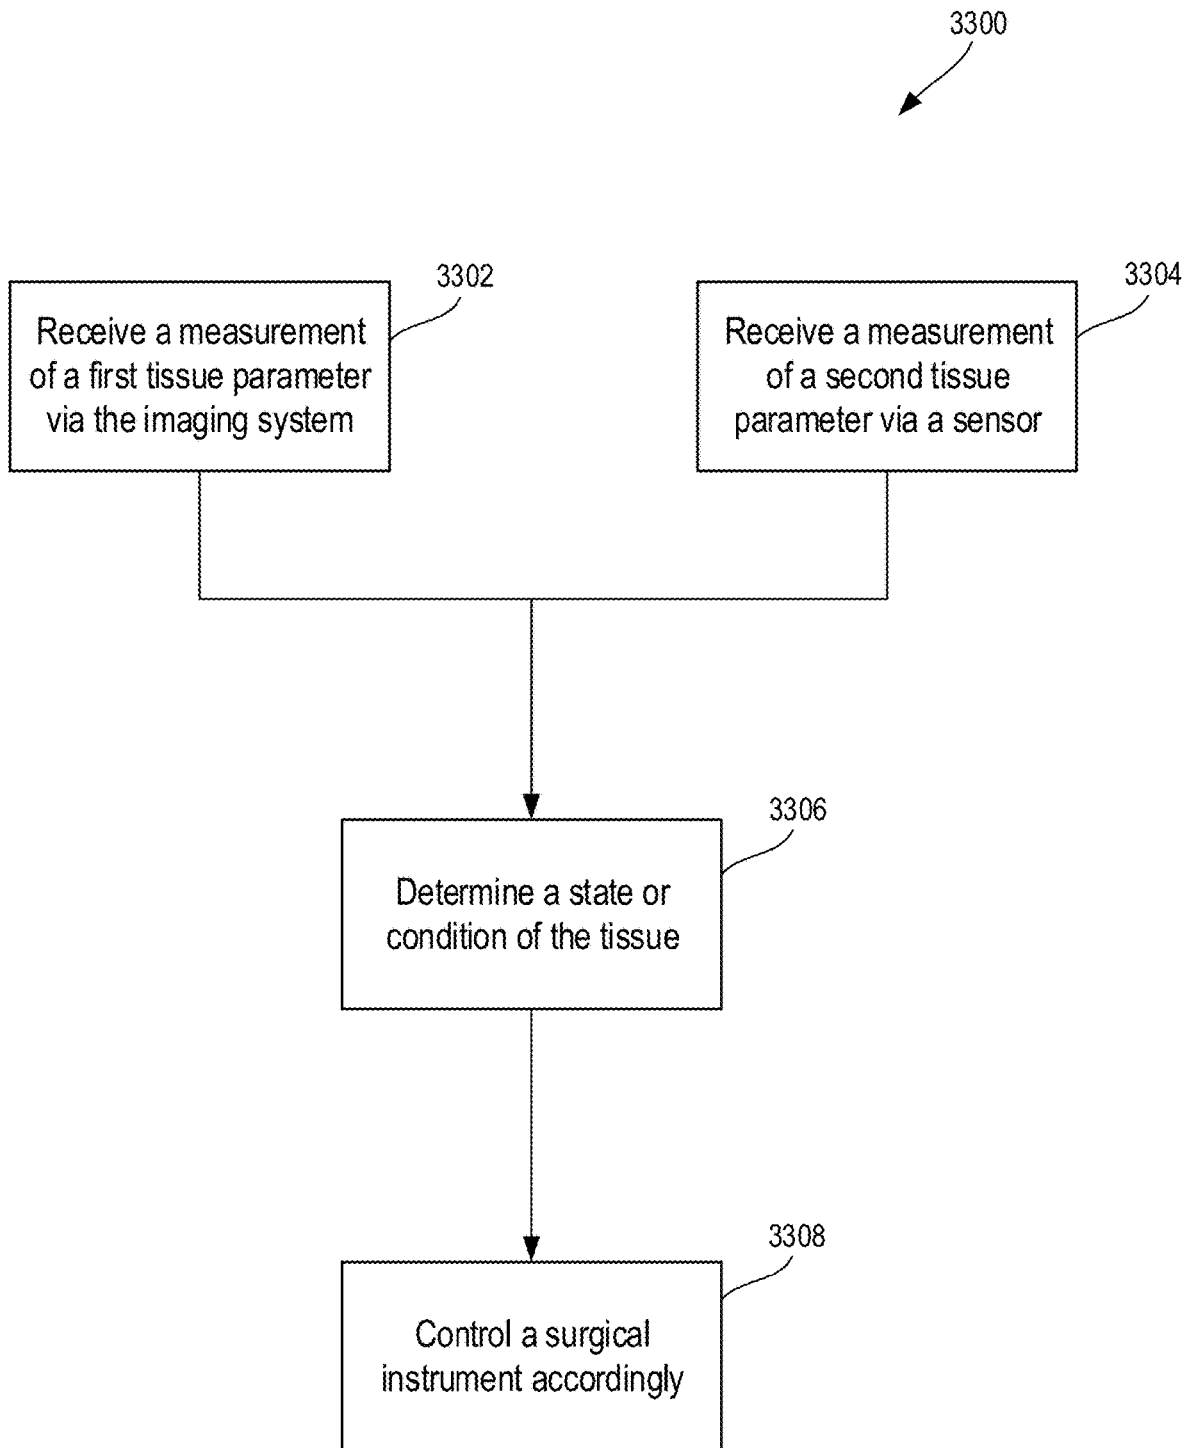 3300
3302
Receive a measurement
of a first tissue parameter
via the imaging system
3304
Receive a measurement
of a second tissue
parameter via a sensor
3306
Determine a state or
condition of the tissue
3308
Control a surgical
instrument accordingly